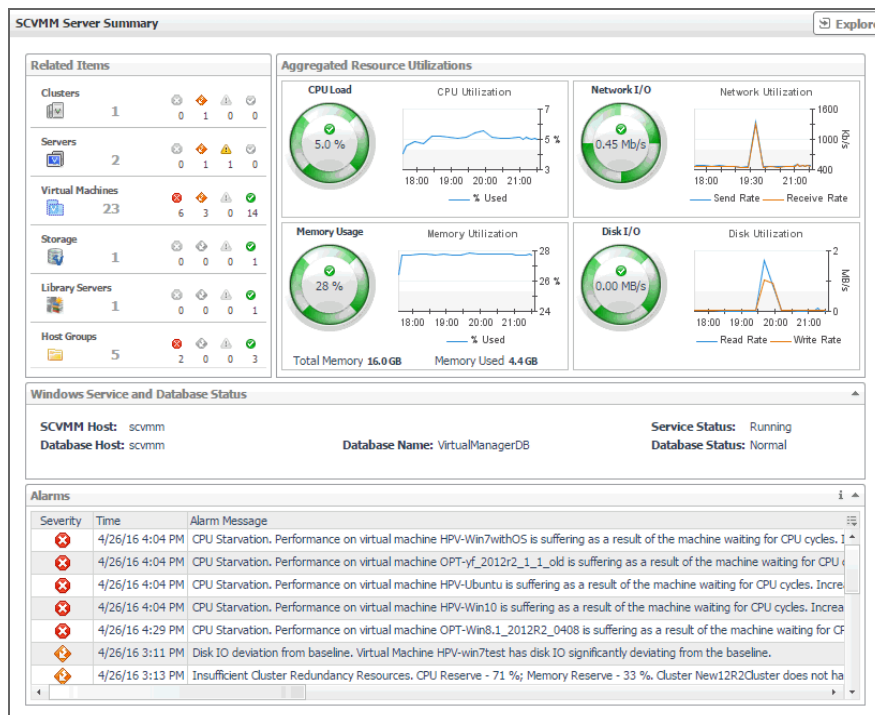 SCVMM Server Summary
Explore
Related Items
Clusters
1
0 1 0 0
Servers
2
0 1 1 0
Virtual Machines
23
6 3 0 14
Storage
1
0 0 0 1
Library Servers
1
0 0 0 1
Host Groups
5
2 0 0 3
Aggregated Resource Utilizations
CPU Load
5.0 %
CPU Utilization
7
5 %
3
18:00 19:00 20:00 21:00
% Used
Network I/O
0.45 Mb/s
Network Utilization
1600
1000
400
Kb/s
18:00 19:30 21:00
Send Rate Receive Rate
Memory Usage
28 %
Memory Utilization
28
26 %
24
18:00 19:00 20:00 21:00
% Used
Total Memory 16.0 GB Memory Used 4.4 GB
Disk I/O
0.00 MB/s
Disk Utilization
2
0
MB/s
18:00 19:00 20:00 21:00
Read Rate Write Rate
Windows Service and Database Status
SCVMM Host: scvmm Service Status: Running
Database Host: scvmm Database Name: VirtualManagerDB Database Status: Normal
Alarms
Severity Time Alarm Message
4/26/16 4:04 PM CPU Starvation. Performance on virtual machine HPV-Win7withOS is suffering as a result of the machine waiting for CPU cycles.
4/26/16 4:04 PM CPU Starvation. Performance on virtual machine OPT-yf_2012r2_1_1_old is suffering as a result of the machine waiting for CPU
4/26/16 4:04 PM CPU Starvation. Performance on virtual machine HPV-Ubuntu is suffering as a result of the machine waiting for CPU cycles. Incre
4/26/16 4:04 PM CPU Starvation. Performance on virtual machine HPV-Win10 is suffering as a result of the machine waiting for CPU cycles. Increa
4/26/16 4:29 PM CPU Starvation. Performance on virtual machine OPT-Win8.1_2012R2_0408 is suffering as a result of the machine waiting for CP
4/26/16 3:11 PM Disk IO deviation from baseline. Virtual Machine HPV-win7test has disk IO significantly deviating from the baseline.
4/26/16 3:13 PM Insufficient Cluster Redundancy Resources. CPU Reserve - 71 %; Memory Reserve - 33 %. Cluster New12R2Cluster does not ha